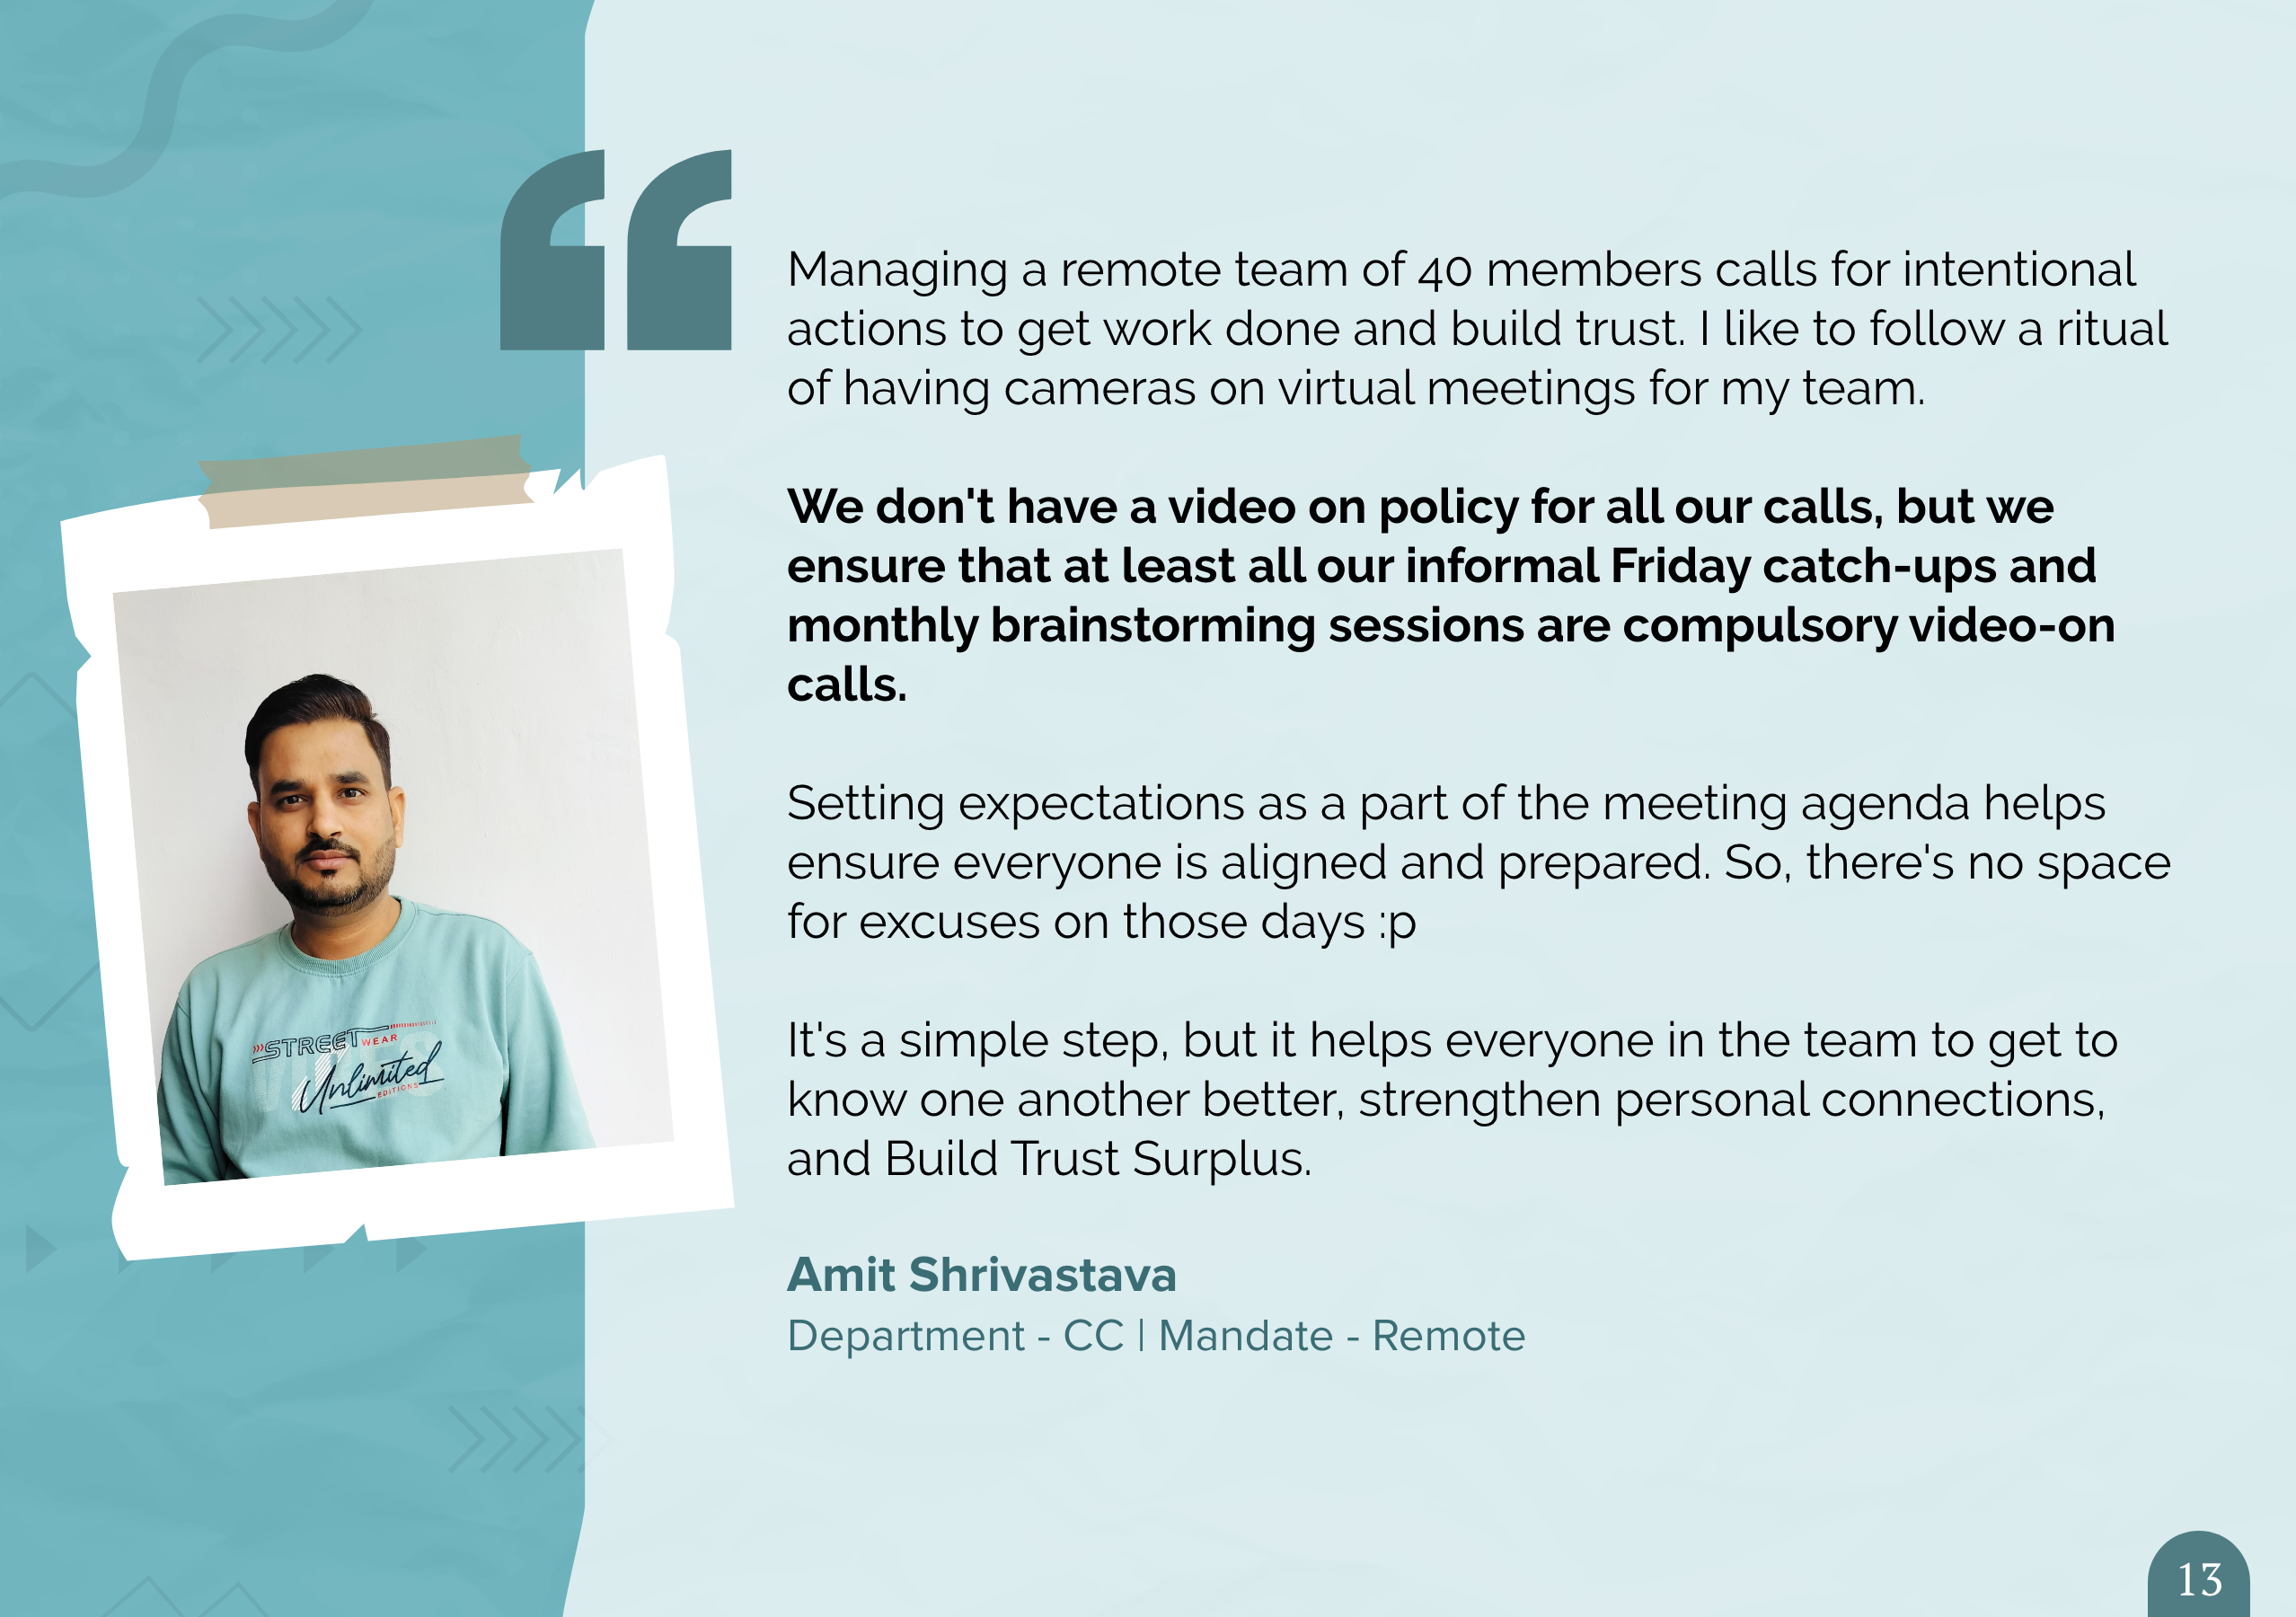 Managing a remote team of 40 members calls for intentional
actions to get work done and build trust. I like to follow a ritual
of having cameras on virtual meetings for my team.
We don't have a video on policy for all our calls, but we
ensure that at least all our informal Friday catch-ups and
monthly brainstorming sessions are compulsory video-on
calls.
Setting expectations as a part of the meeting agenda helps
ensure everyone is aligned and prepared. So, there's no space
for excuses on those days :p
It's a simple step, but it helps everyone in the team to get to
know one another better, strengthen personal connections,
and Build Trust Surplus.
Amit Shrivastava
Department - CC | Mandate - Remote
STREET WEAR
Unlimited
EDITIONS
13